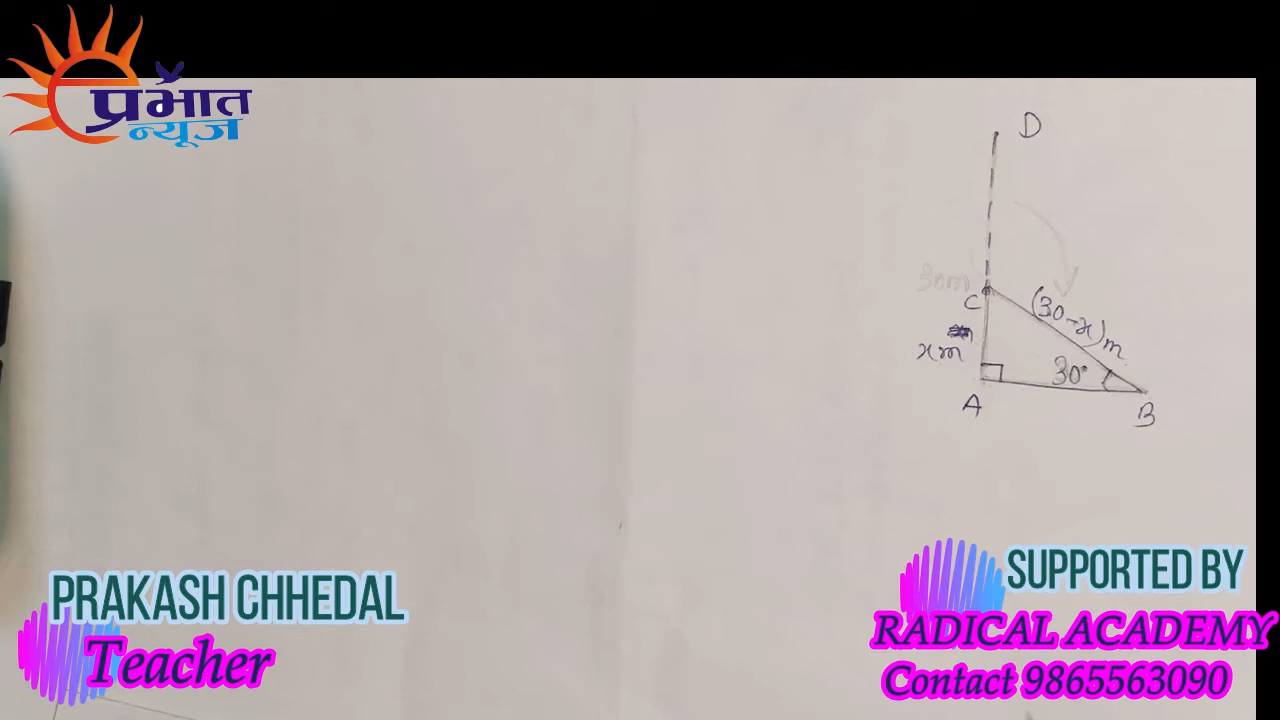 प्रभात
न्यूज
D
30m
C
(30-x)m
xm
30°
A
B
PRAKASH CHHEDAL
Teacher
SUPPORTED BY
RADICAL ACADEMY
Contact 9865563090